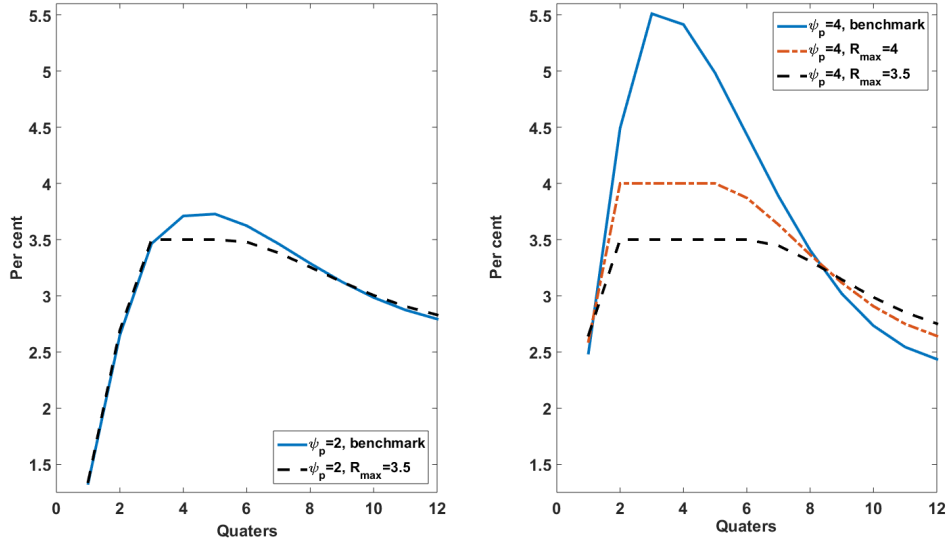 5.5
5
4.5
4
3.5
3
2.5
2
1.5
Per cent
0 2 4 6 8 10 12
Quaters
ψp=2, benchmark
ψp=2, Rmax=3.5
5.5
5
4.5
4
3.5
3
2.5
2
1.5
Per cent
0 2 4 6 8 10 12
Quaters
ψp=4, benchmark
ψp=4, Rmax=4
ψp=4, Rmax=3.5